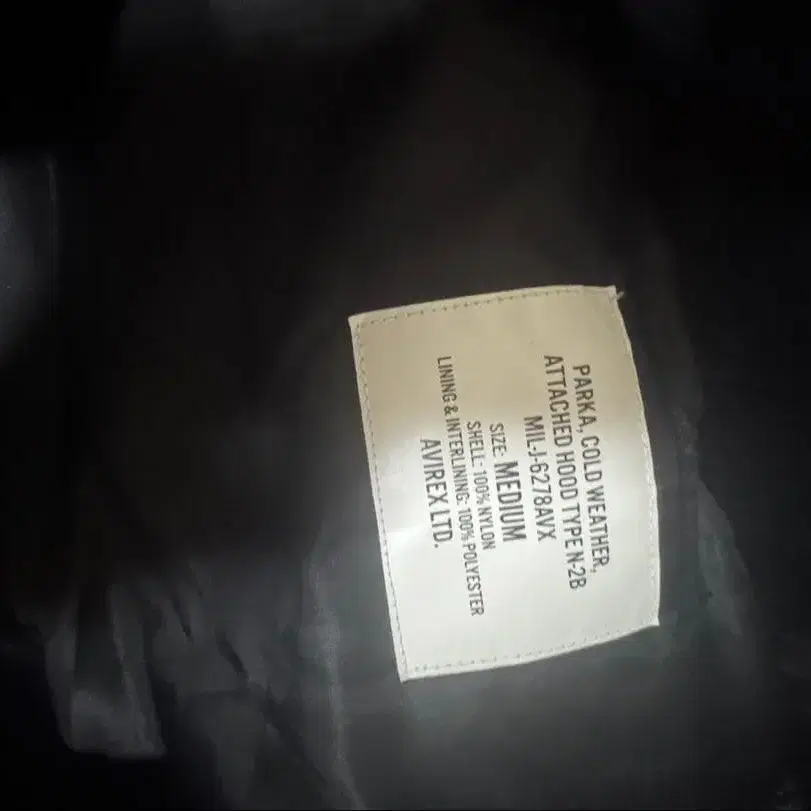 PARKA, COLD WEATHER,
ATTACHED HOOD TYPE N-2B
MIL-J-6278AVX
SIZE: MEDIUM
SHELL: 100% NYLON
LINING & INTERLINING: 100% POLYESTER
AVIREX LTD.